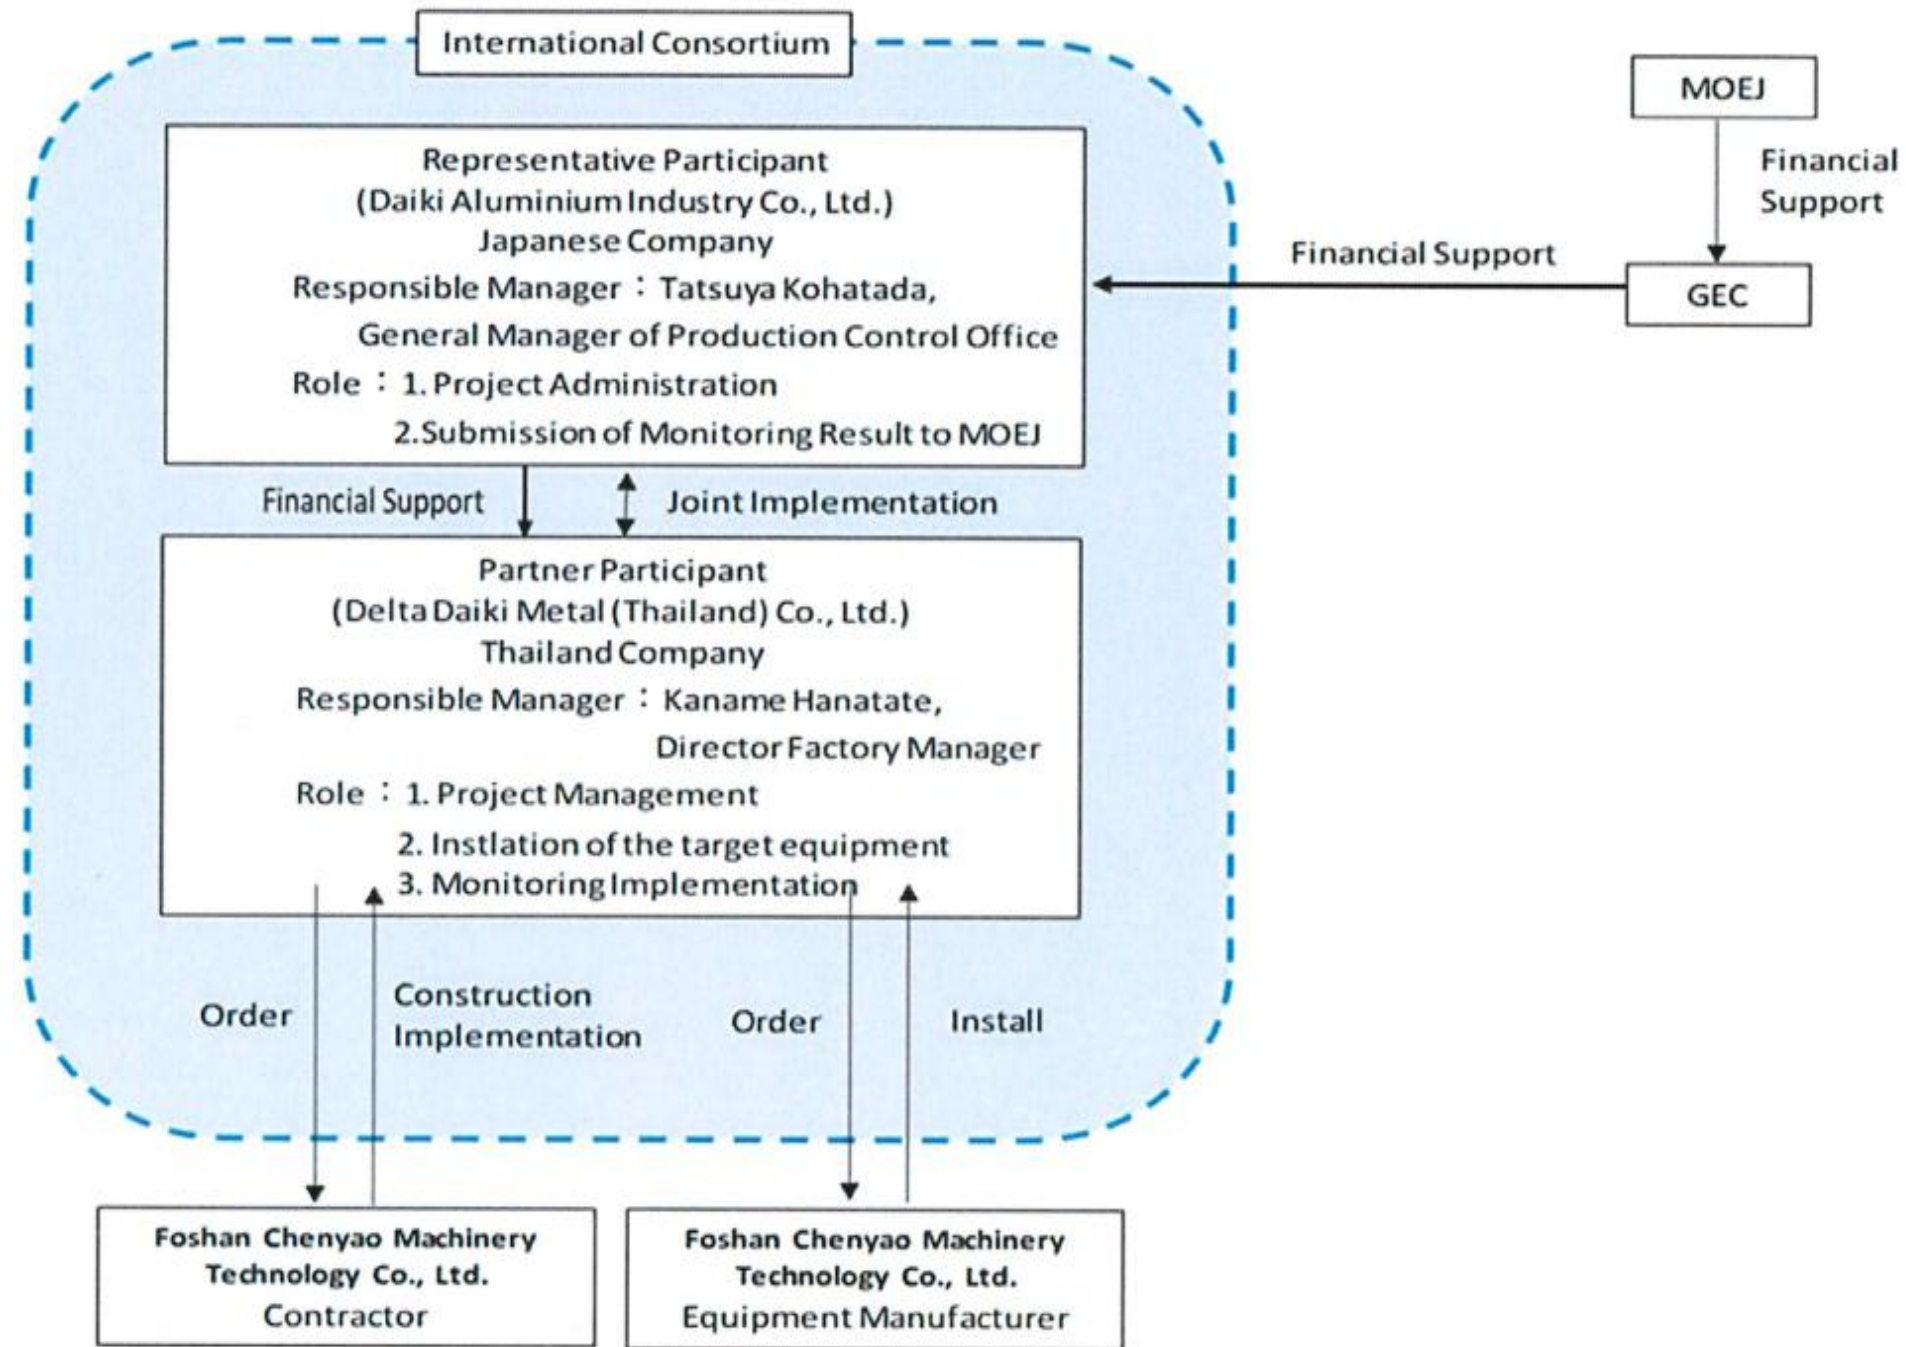 International Consortium
MOEJ
Financial
Support
GEC
Financial Support
Representative Participant
(Daiki Aluminium Industry Co., Ltd.)
Japanese Company
Responsible Manager：Tatsuya Kohatada,
General Manager of Production Control Office
Role：1. Project Administration
2.Submission of Monitoring Result to MOEJ
Financial Support
Joint Implementation
Partner Participant
(Delta Daiki Metal (Thailand) Co., Ltd.)
Thailand Company
Responsible Manager：Kaname Hanatate,
Director Factory Manager
Role：1. Project Management
2. Instlation of the target equipment
3. Monitoring Implementation
Order
Construction
Implementation
Order
Install
Foshan Chenyao Machinery
Technology Co., Ltd.
Contractor
Foshan Chenyao Machinery
Technology Co., Ltd.
Equipment Manufacturer